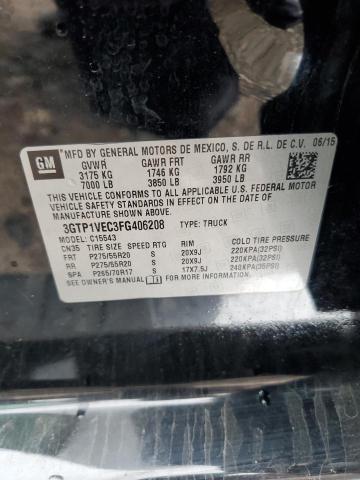 GM
*MFD BY GENERAL MOTORS DE MEXICO, S. DE R.L. DE C.V. 06/15
GVWR GAWR FRT GAWR RR
3175 KG 1746 KG 1792 KG
7000 LB 3850 LB 3950 LB
THIS VEHICLE CONFORMS TO ALL APPLICABLE U.S. FEDERAL MOTOR
VEHICLE SAFETY STANDARDS IN EFFECT ON THE DATE OF MANUFACTURE SHOWN ABOVE.
3GTP1VEC3FG406208 TYPE: TRUCK
MODEL: C15543
CN35 TIRE SIZE SPEED RTG RIM COLD TIRE PRESSURE
FRT P275/55R20 S 20X9J 220KPA(32PSI)
RR P275/55R20 S 20X9J 220KPA(32PSI)
SPA P265/70R17 S 17X7.5J 240KPA(35PSI)
SEE OWNER'S MANUAL FOR ADDITIONAL INFORMATION.